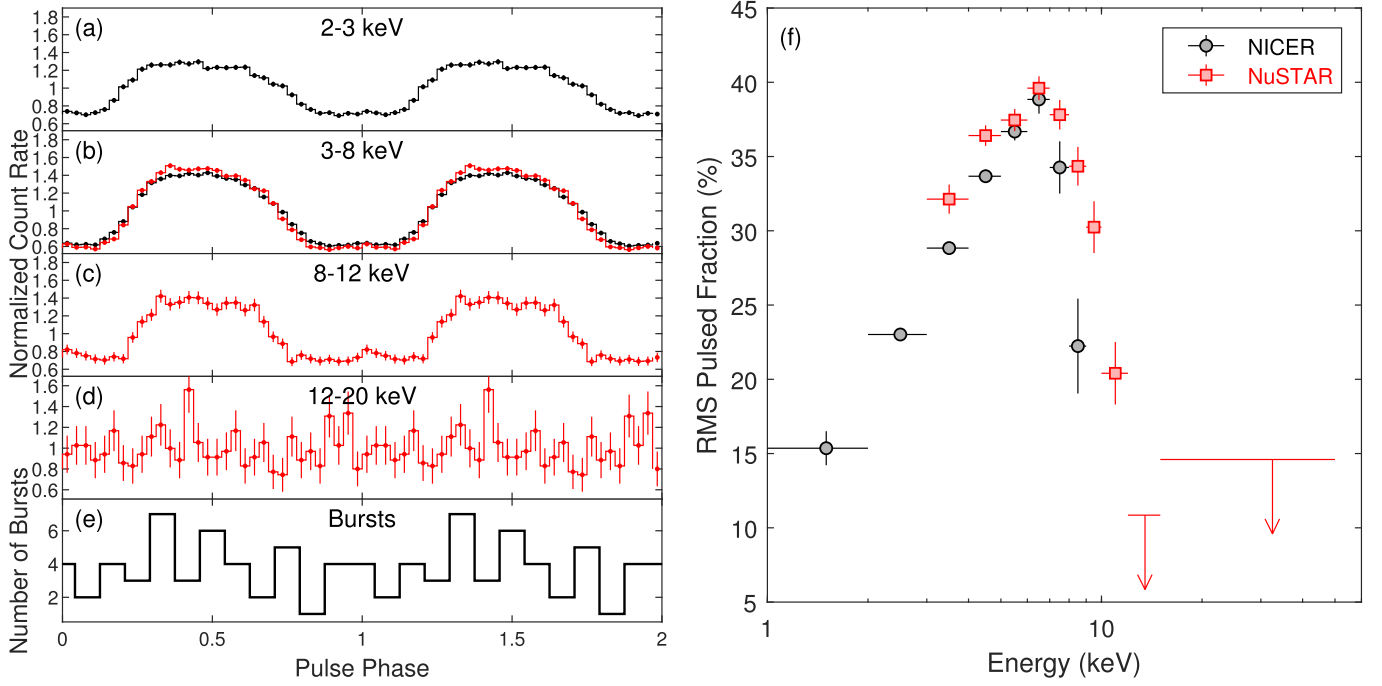 (a)
2-3 keV
1.8
1.6
1.4
1.2
1
0.8
0.6
(b)
3-8 keV
1.8
1.6
1.4
1.2
1
0.8
0.6
(c)
8-12 keV
1.6
1.4
1.2
1
0.8
(d)
12-20 keV
1.6
1.4
1.2
1
0.8
0.6
(e)
Bursts
6
4
2
Normalized Count Rate
Number of Bursts
0
0.5
1
1.5
2
Pulse Phase
(f)
NICER
NuSTAR
45
40
35
30
25
20
15
10
5
RMS Pulsed Fraction (%)
1
10
Energy (keV)